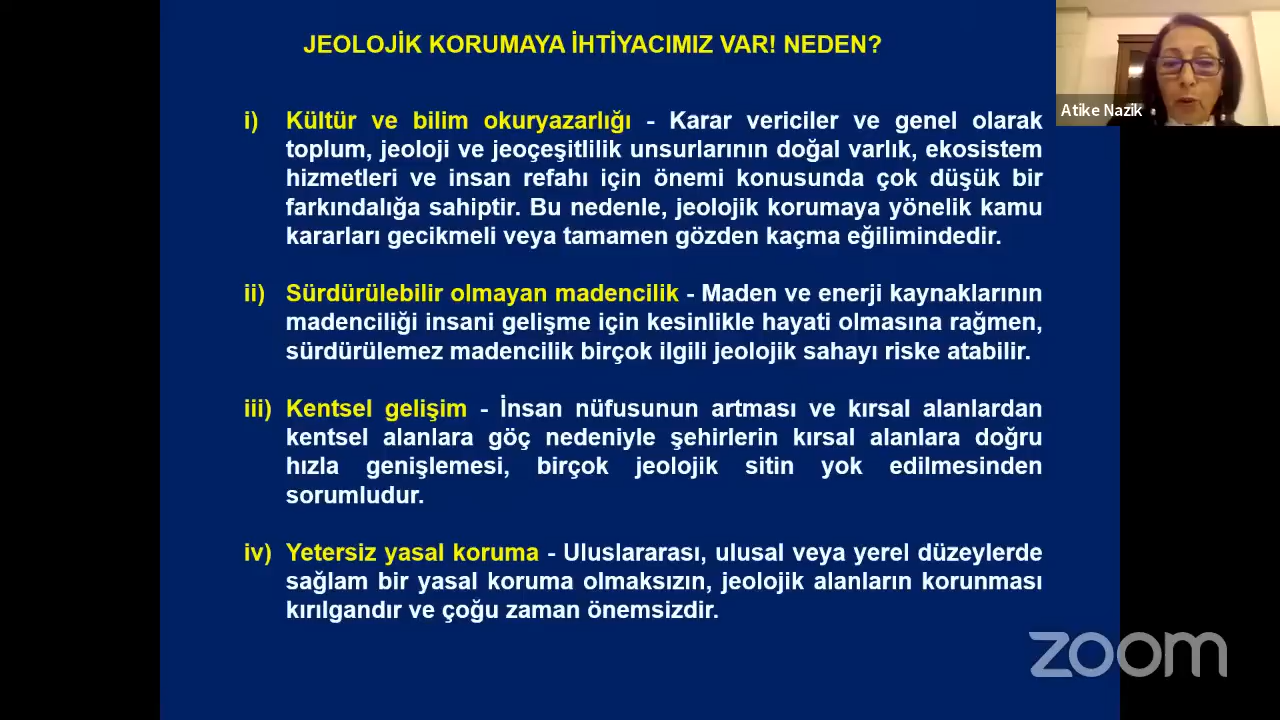 JEOLOJİK KORUMAYA İHTİYACIMIZ VAR! NEDEN?
Atike Nazik
i) Kültür ve bilim okuryazarlığı - Karar vericiler ve genel olarak
toplum, jeoloji ve jeoçeşitlilik unsurlarının doğal varlık, ekosistem
hizmetleri ve insan refahı için önemi konusunda çok düşük bir
farkındalığa sahiptir. Bu nedenle, jeolojik korumaya yönelik kamu
kararları gecikmeli veya tamamen gözden kaçma eğilimindedir.
ii) Sürdürülebilir olmayan madencilik - Maden ve enerji kaynaklarının
madenciliği insani gelişme için kesinlikle hayati olmasına rağmen,
sürdürülemez madencilik birçok ilgili jeolojik sahayı riske atabilir.
iii) Kentsel gelişim - İnsan nüfusunun artması ve kırsal alanlardan
kentsel alanlara göç nedeniyle şehirlerin kırsal alanlara doğru
hızla genişlemesi, birçok jeolojik sitin yok edilmesinden
sorumludur.
iv) Yetersiz yasal koruma - Uluslararası, ulusal veya yerel düzeylerde
sağlam bir yasal koruma olmaksızın, jeolojik alanların korunması
kırılgandır ve çoğu zaman önemsizdir.
zoom